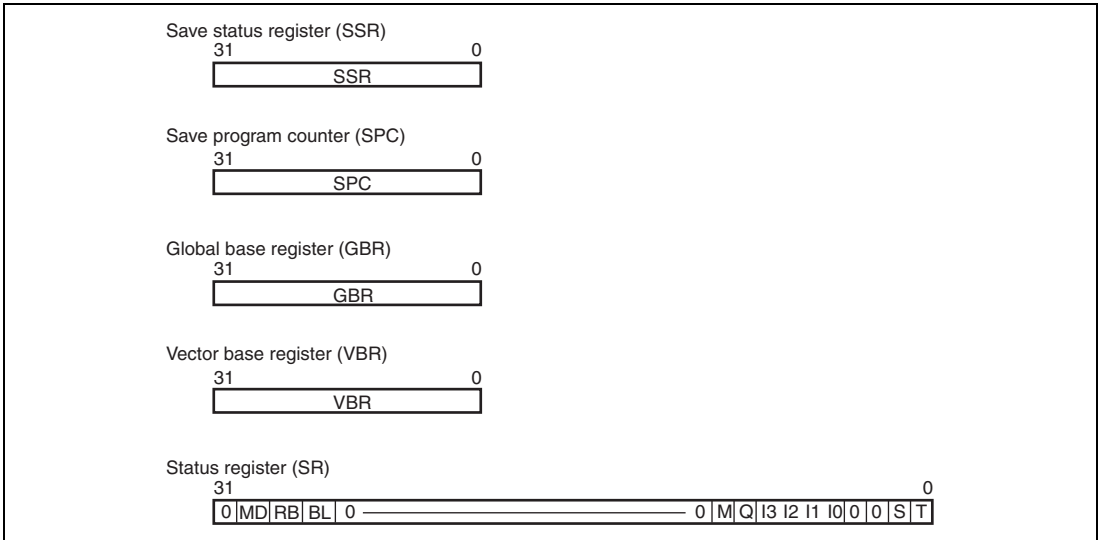 Save status register (SSR)
31 0
SSR
Save program counter (SPC)
31 0
SPC
Global base register (GBR)
31 0
GBR
Vector base register (VBR)
31 0
VBR
Status register (SR)
31 0
0 MD RB BL 0 0 M Q I3 I2 I1 I0 0 0 S T